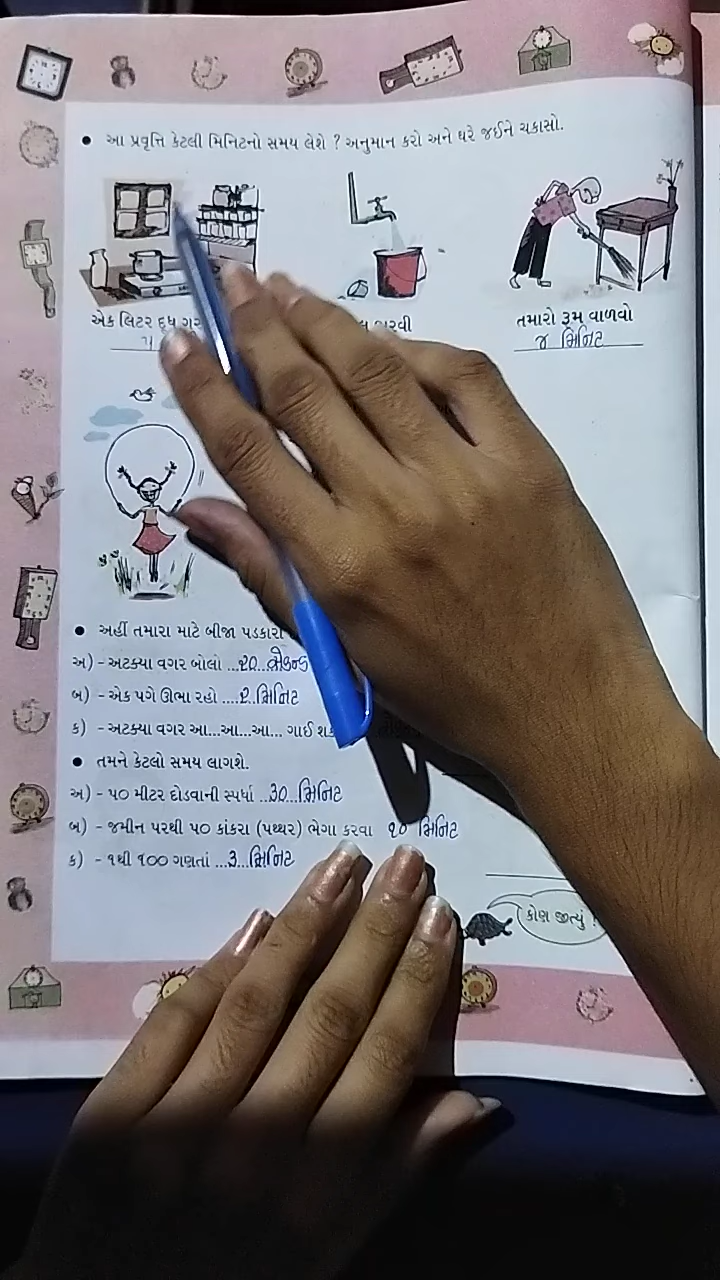 • આ પ્રવૃત્તિ કેટલી મિનિટનો સમય લેશે ? અનુમાન કરો અને ઘરે જઈને ચકાસો.
એક લિટર દૂધ તમારો રૂમ વાળવો
૪ મિનિટ
• અહીં તમારા માટે બીજા પડકારો
અ) - અટક્યા વગર બોલો ...૨૦...સેકન્ડ
બ) - એક પગે ઊભા રહો ....૨..મિનિટ
ક) - અટક્યા વગર આ...આ...આ... ગાઈ
• તમને કેટલો સમય લાગશે.
અ) - ૫૦ મીટર દોડવાની સ્પર્ધા ..૩૦...મિનિટ
બ) - જમીન પરથી ૫૦ કાંકરા (પથ્થર) ભેગા કરવા ૧૦ મિનિટ
ક) - ૧થી ૧૦૦ ગણતાં ...૩...મિનિટ
કોણ જીત્યું ?